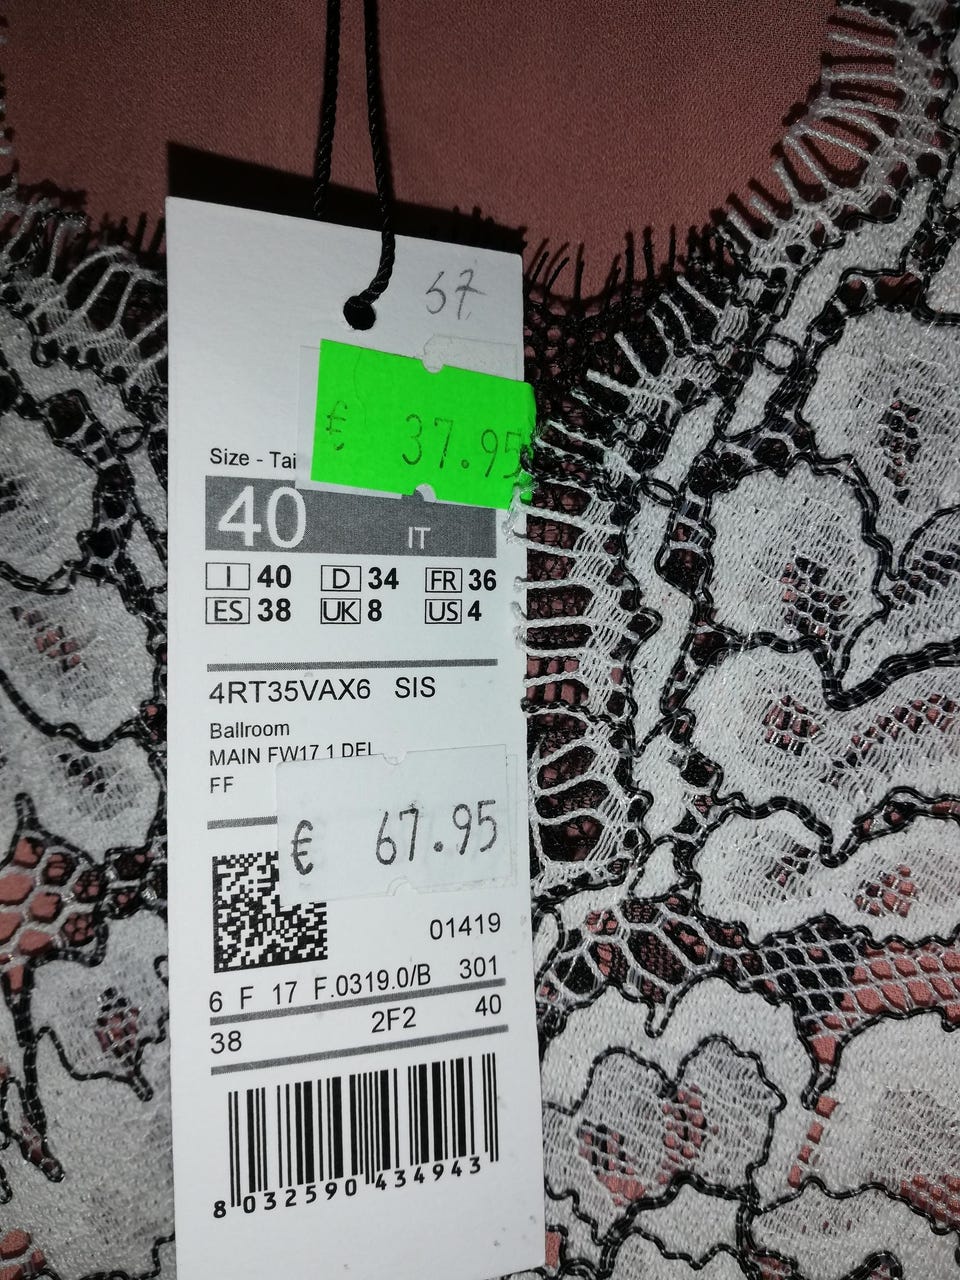 57
€ 37.95
Size - Tai
40 IT
I 40 D 34 FR 36
ES 38 UK 8 US 4
4RT35VAX6 SIS
Ballroom
MAIN FW17 1 DEL
FF
€ 67.95
01419
6 F 17 F.0319.0/B 301
38 2F2 40
8 032590 434943